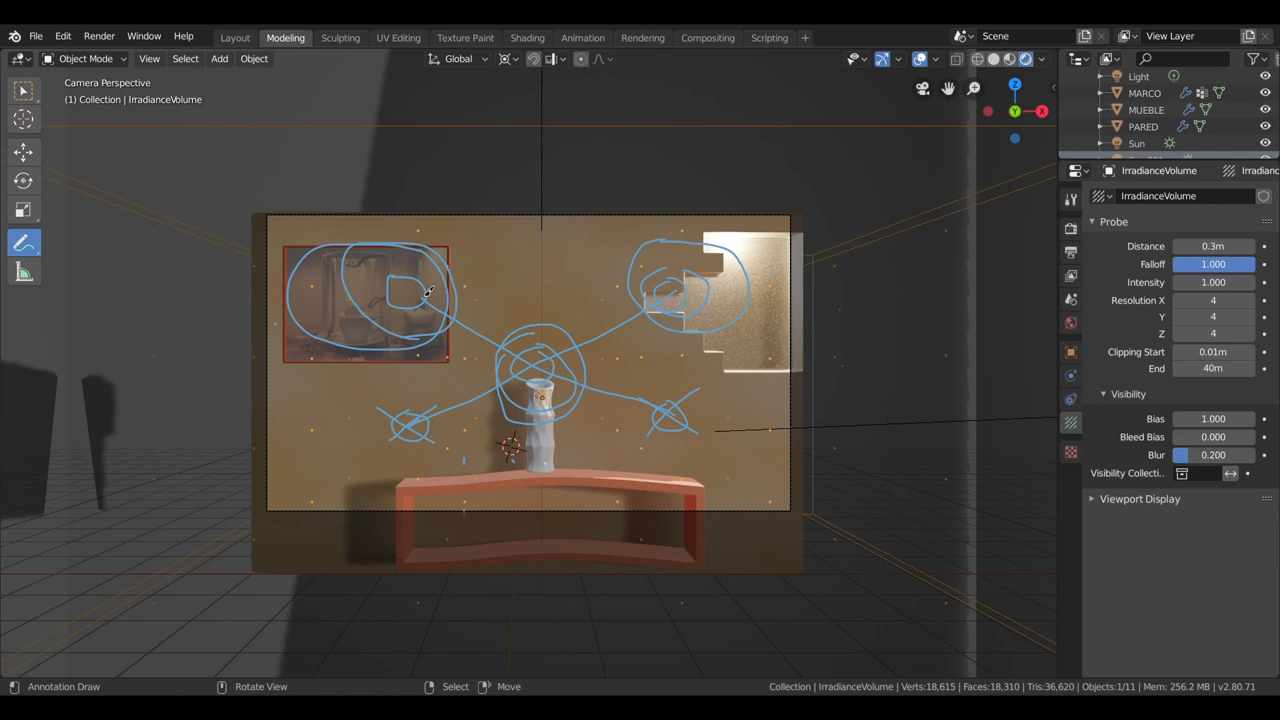 File Edit Render Window Help Layout Modeling Sculpting UV Editing Texture Paint Shading Animation Rendering Compositing Scripting + Scene View Layer
Object Mode View Select Add Object Global
Camera Perspective
(1) Collection | IrradianceVolume
Z
Y
X
Light
MARCO
MUEBLE
PARED
Sun
IrradianceVolume Irradianc
IrradianceVolume
Probe
Distance 0.3m
Falloff 1.000
Intensity 1.000
Resolution X 4
Y 4
Z 4
Clipping Start 0.01m
End 40m
Visibility
Bias 1.000
Bleed Bias 0.000
Blur 0.200
Visibility Collecti..
Viewport Display
Annotation Draw Rotate View Select Move Collection | IrradianceVolume | Verts:18,615 | Faces:18,310 | Tris:36,620 | Objects:1/11 | Mem: 256.2 MB | v2.80.71